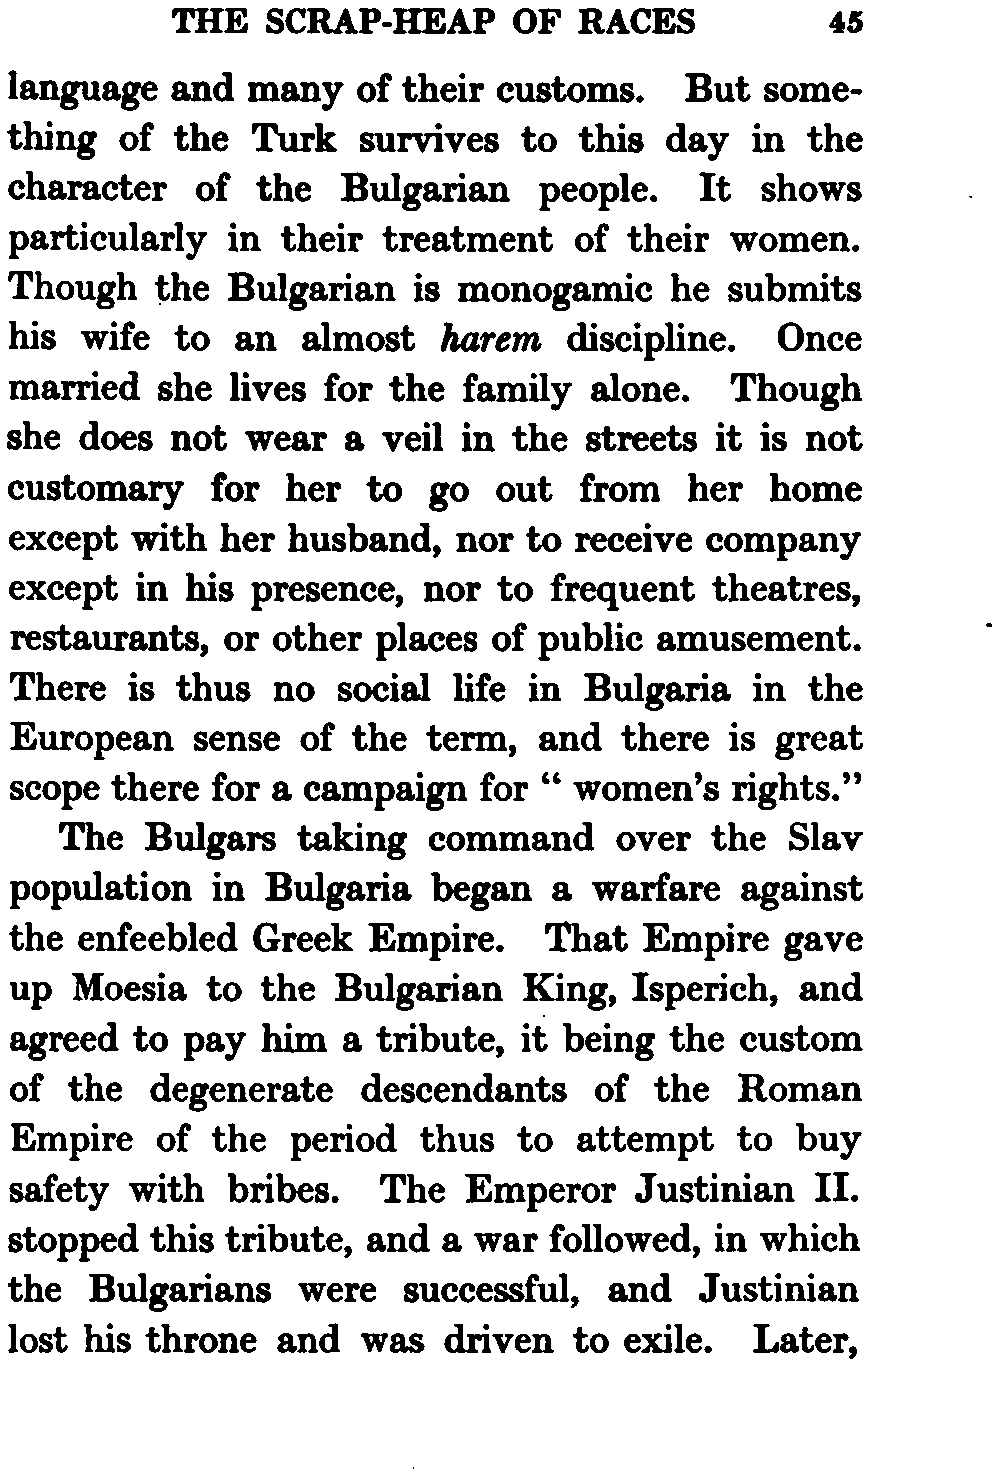 THE SCRAP-HEAP OF RACES 45
language and many of their customs. But some-
thing of the Turk survives to this day in the
character of the Bulgarian people. It shows
particularly in their treatment of their women.
Though the Bulgarian is monogamic he submits
his wife to an almost harem discipline. Once
married she lives for the family alone. Though
she does not wear a veil in the streets it is not
customary for her to go out from her home
except with her husband, nor to receive company
except in his presence, nor to frequent theatres,
restaurants, or other places of public amusement.
There is thus no social life in Bulgaria in the
European sense of the term, and there is great
scope there for a campaign for “ women's rights.”
The Bulgars taking command over the Slav
population in Bulgaria began a warfare against
the enfeebled Greek Empire. That Empire gave
up Moesia to the Bulgarian King, Isperich, and
agreed to pay him a tribute, it being the custom
of the degenerate descendants of the Roman
Empire of the period thus to attempt to buy
safety with bribes. The Emperor Justinian II.
stopped this tribute, and a war followed, in which
the Bulgarians were successful, and Justinian
lost his throne and was driven to exile. Later,